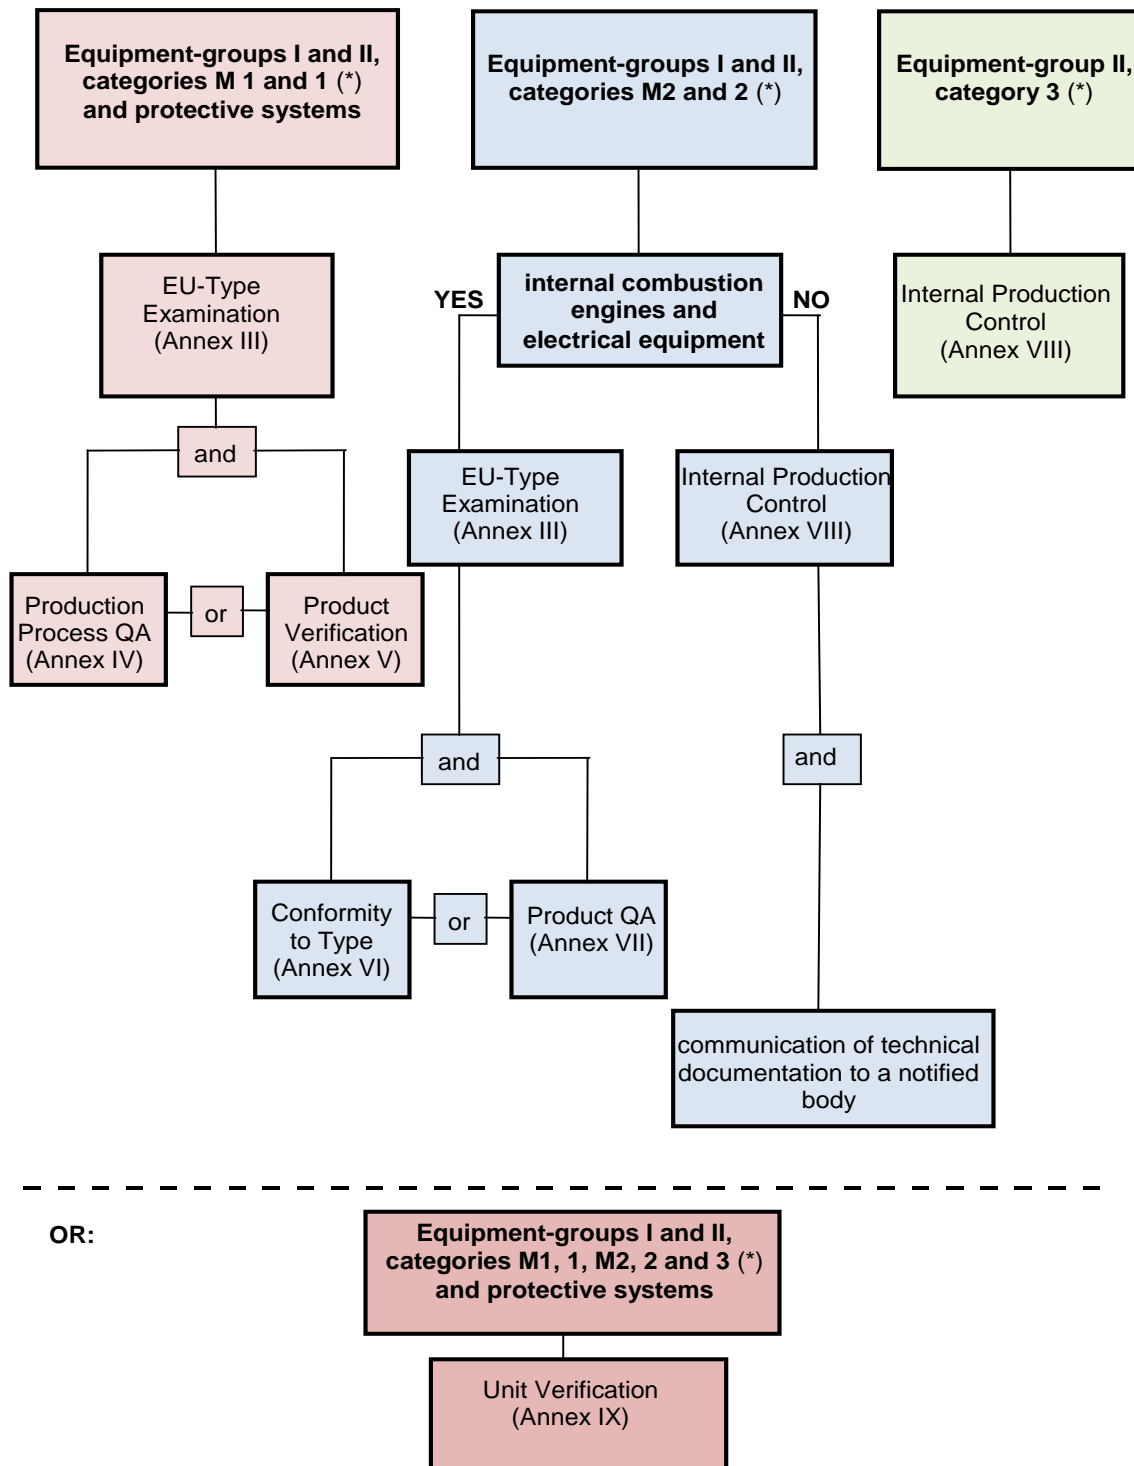 Equipment-groups I and II,
categories M 1 and 1 (*)
and protective systems
Equipment-groups I and II,
categories M2 and 2 (*)
Equipment-group II,
category 3 (*)
EU-Type
Examination
(Annex III)
YES
internal combustion
engines and
electrical equipment
NO
Internal Production
Control
(Annex VIII)
and
EU-Type
Examination
(Annex III)
Internal Production
Control
(Annex VIII)
Production
Process QA
(Annex IV)
or
Product
Verification
(Annex V)
and
and
Conformity
to Type
(Annex VI)
or
Product QA
(Annex VII)
communication of technical
documentation to a notified
body
OR:
Equipment-groups I and II,
categories M1, 1, M2, 2 and 3 (*)
and protective systems
Unit Verification
(Annex IX)